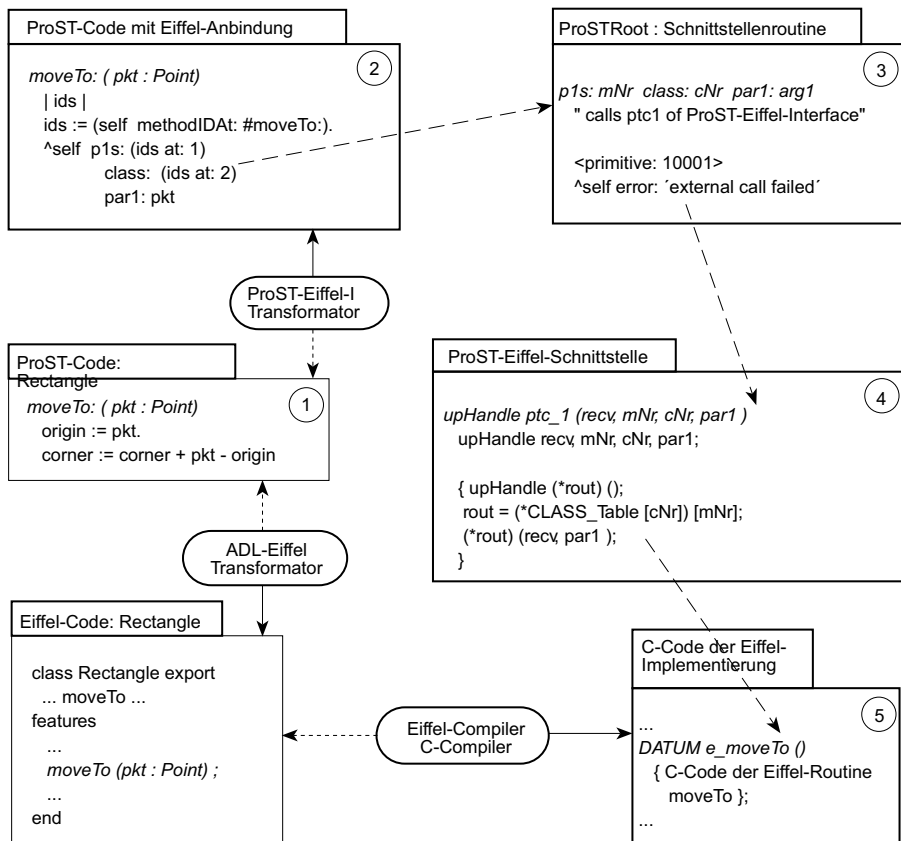 ProST-Code mit Eiffel-Anbindung
2
moveTo: ( pkt : Point)
| ids |
ids := (self methodIDAt: #moveTo:).
^self p1s: (ids at: 1)
class: (ids at: 2)
par1: pkt
ProSTRoot : Schnittstellenroutine
3
p1s: mNr class: cNr par1: arg1
" calls ptc1 of ProST-Eiffel-Interface"
<primitive: 10001>
^self error: ´external call failed´
ProST-Eiffel-I
Transformator
ProST-Code:
Rectangle
1
moveTo: ( pkt : Point)
origin := pkt.
corner := corner + pkt - origin
ProST-Eiffel-Schnittstelle
4
upHandle ptc_1 (recv, mNr, cNr, par1 )
upHandle recv, mNr, cNr, par1;
{ upHandle (*rout) ();
rout = (*CLASS_Table [cNr]) [mNr];
(*rout) (recv, par1 );
}
ADL-Eiffel
Transformator
Eiffel-Code: Rectangle
class Rectangle export
... moveTo ...
features
...
moveTo (pkt : Point) ;
...
end
Eiffel-Compiler
C-Compiler
C-Code der Eiffel-
Implementierung
5
...
DATUM e_moveTo ()
{ C-Code der Eiffel-Routine
moveTo };
...